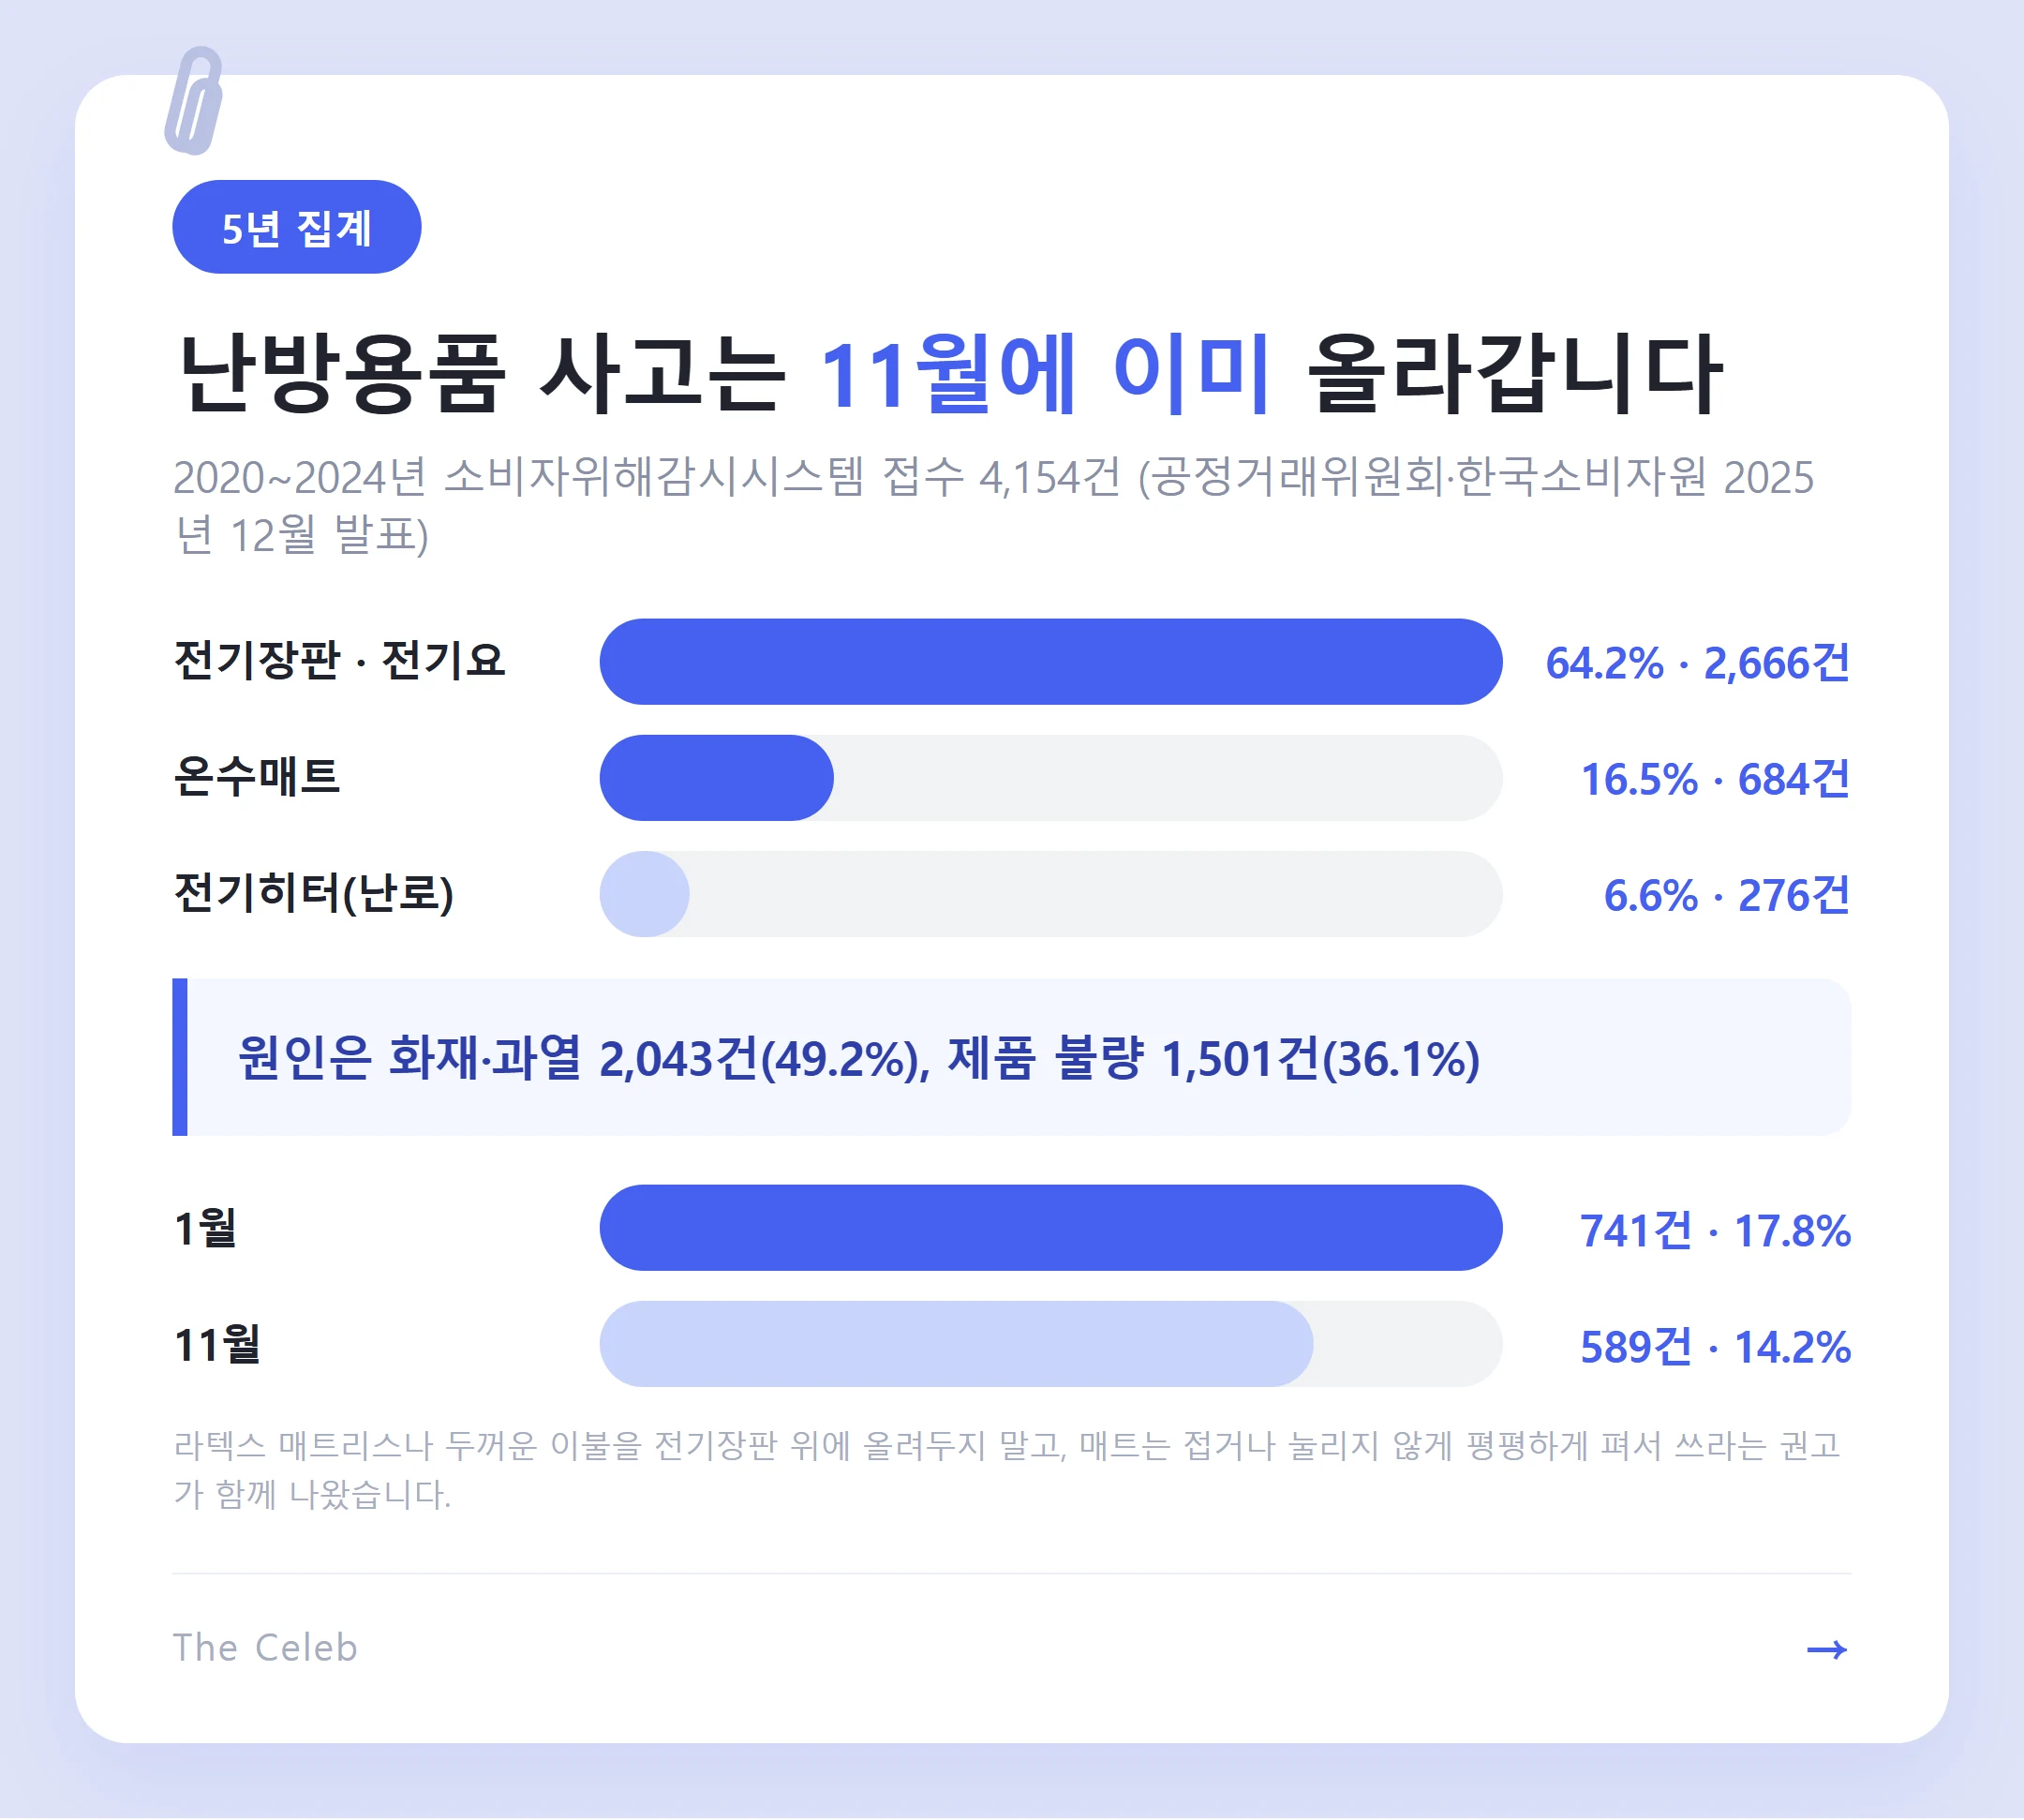 5년 집계
난방용품 사고는 11월에 이미 올라갑니다
2020~2024년 소비자위해감시시스템 접수 4,154건 (공정거래위원회·한국소비자원 2025
년 12월 발표)
전기장판 · 전기요 64.2% · 2,666건
온수매트 16.5% · 684건
전기히터(난로) 6.6% · 276건
원인은 화재·과열 2,043건(49.2%), 제품 불량 1,501건(36.1%)
1월 741건 · 17.8%
11월 589건 · 14.2%
라텍스 매트리스나 두꺼운 이불을 전기장판 위에 올려두지 말고, 매트는 접거나 눌리지 않게 평평하게 펴서 쓰라는 권고
가 함께 나왔습니다.
The Celeb →